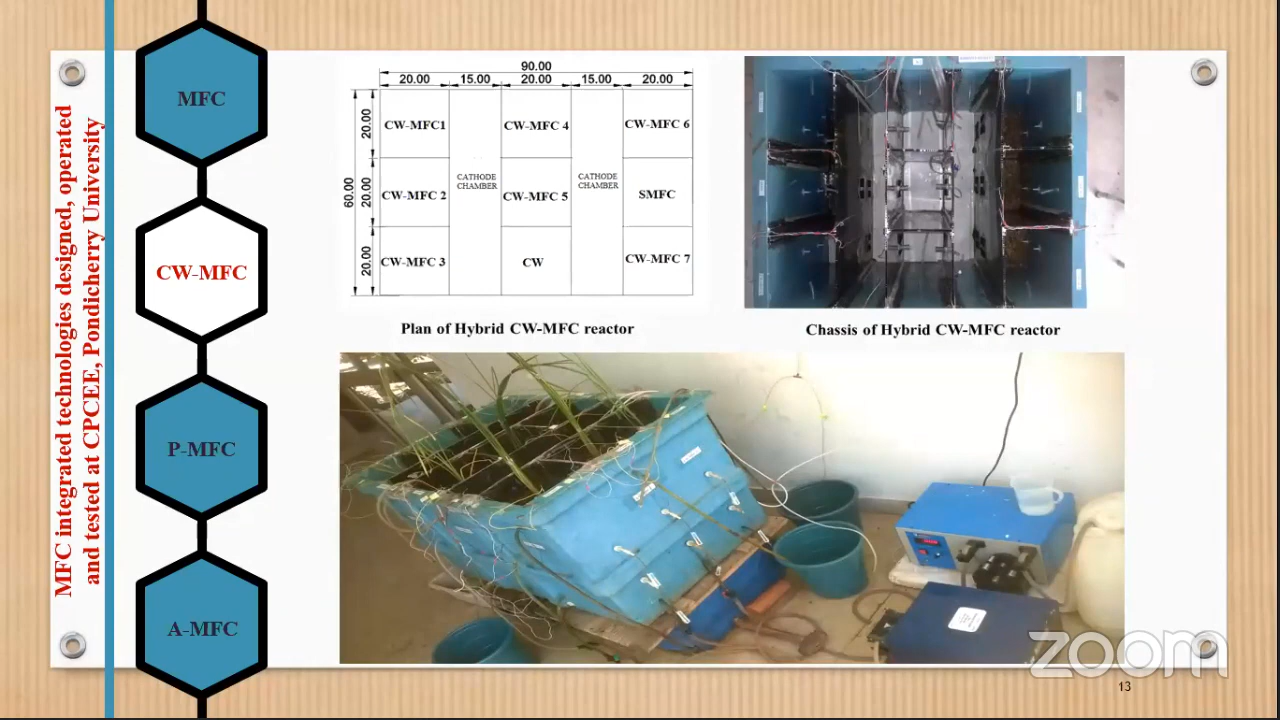 MFC integrated technologies designed, operated
and tested at CPCEE, Pondicherry University
MFC
CW-MFC
P-MFC
A-MFC
90.00
20.00 15.00 20.00 15.00 20.00
60.00
20.00
20.00
20.00
CW-MFC1 CW-MFC 4 CW-MFC 6
CATHODE
CHAMBER
CATHODE
CHAMBER
CW-MFC 2 CW-MFC 5 SMFC
CW-MFC 3 CW CW-MFC 7
Plan of Hybrid CW-MFC reactor
Chassis of Hybrid CW-MFC reactor
zoom
13